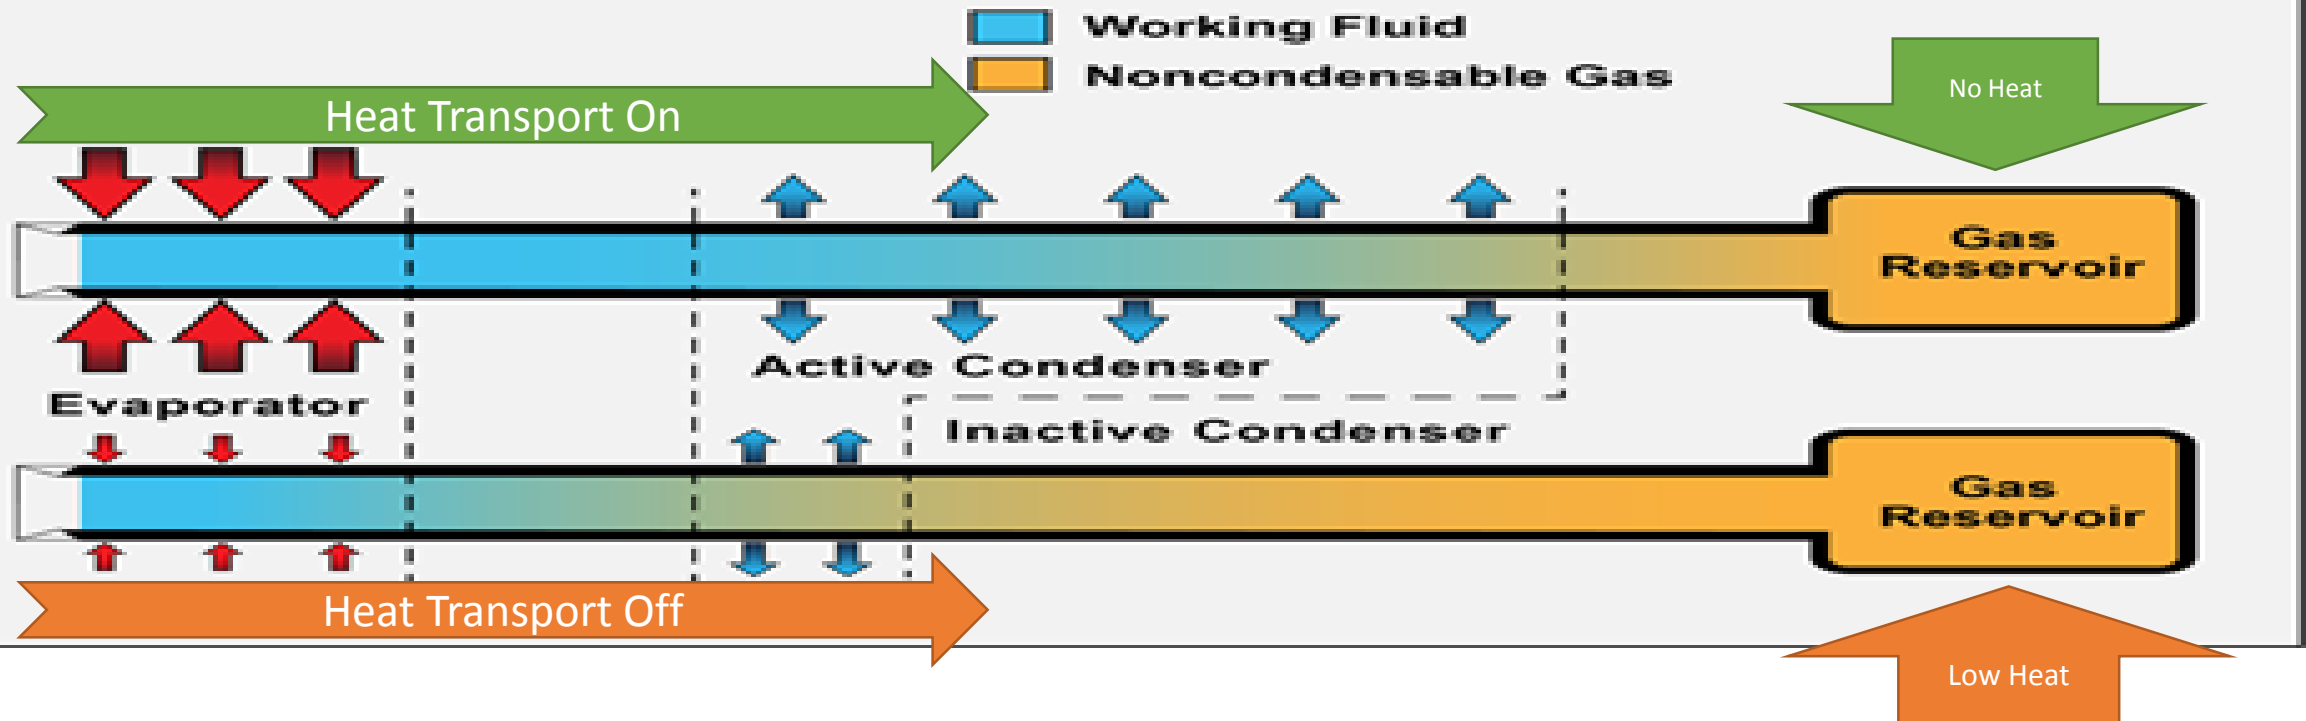 Working Fluid
Noncondensable Gas
No Heat
Heat Transport On
Gas
Reservoir
Active Condenser
Evaporator
Inactive Condenser
Gas
Reservoir
Heat Transport Off
Low Heat